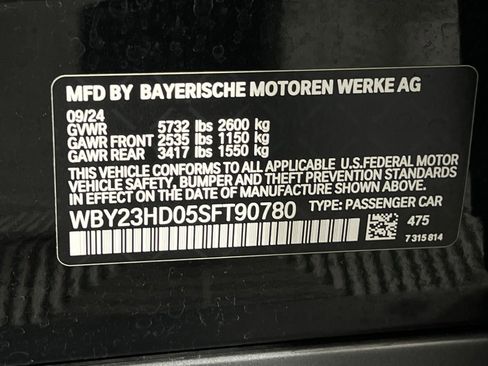 MFD BY BAYERISCHE MOTOREN WERKE AG
09/24
GVWR 5732 lbs 2600 kg
GAWR FRONT 2535 lbs 1150 kg
GAWR REAR 3417 lbs 1550 kg
THIS VEHICLE CONFORMS TO ALL APPLICABLE U.S.FEDERAL MOTOR
VEHICLE SAFETY, BUMPER, AND THEFT PREVENTION STANDARDS
IN EFFECT ON THE DATE OF MANUFACTURE SHOWN ABOVE.
WBY23HD05SFT90780 TYPE: PASSENGER CAR
475
7 315 814